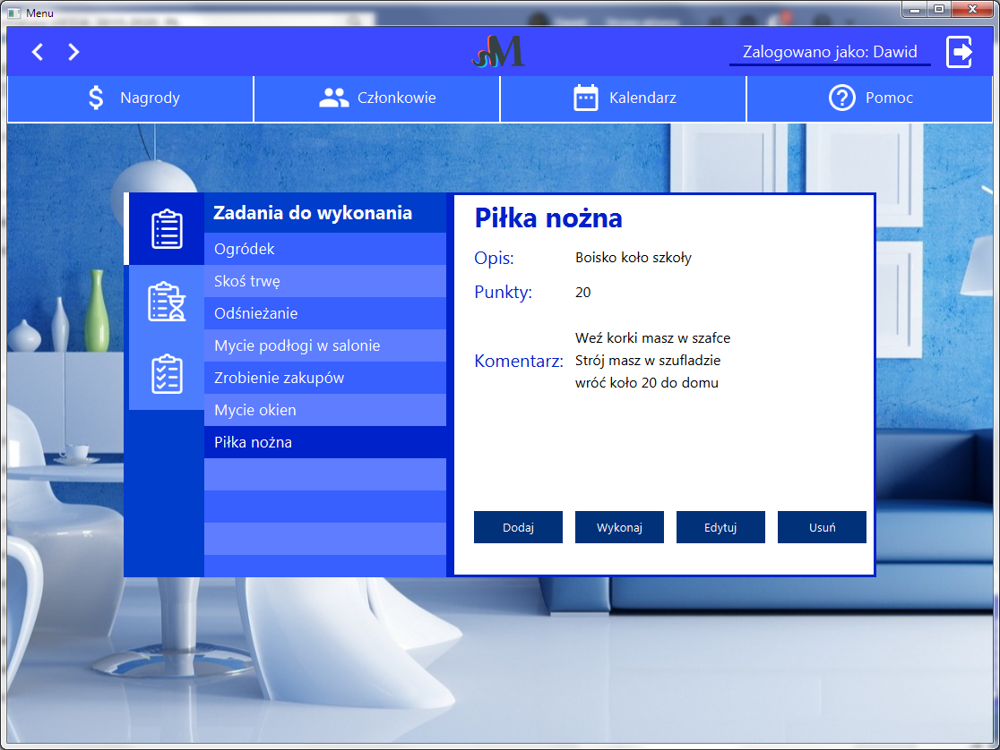 Menu
M
Zalogowano jako: Dawid
$ Nagrody
Członkowie
Kalendarz
? Pomoc
Zadania do wykonania
Ogródek
Skoś trwę
Odśnieżanie
Mycie podłogi w salonie
Zrobienie zakupów
Mycie okien
Piłka nożna
Piłka nożna
Opis: Boisko koło szkoły
Punkty: 20
Komentarz: Weź korki masz w szafce
Strój masz w szufladzie
wróć koło 20 do domu
Dodaj
Wykonaj
Edytuj
Usuń